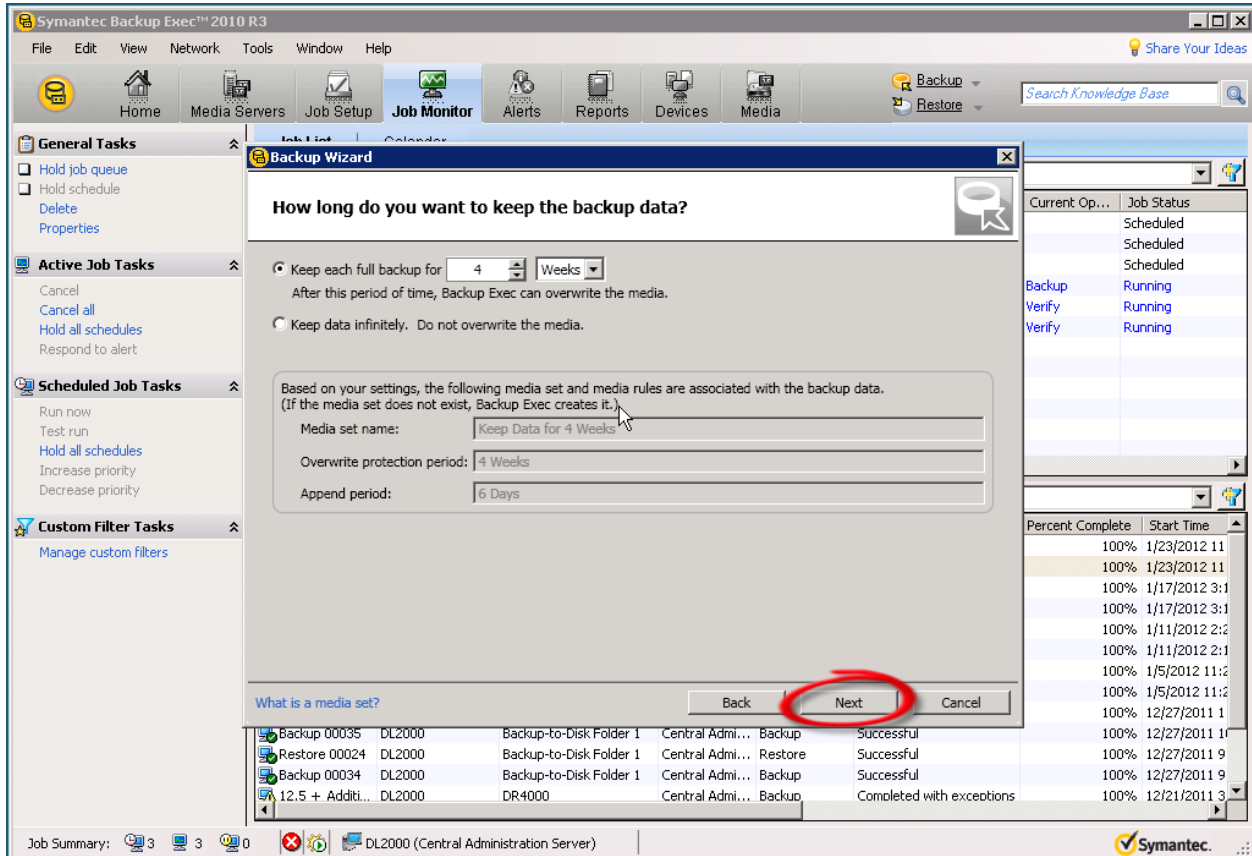 Symantec Backup Exec™ 2010 R3
File Edit View Network Tools Window Help Share Your Ideas
Home Media Servers Job Setup Job Monitor Alerts Reports Devices Media Backup Restore Search Knowledge Base
General Tasks
Hold job queue
Hold schedule
Delete
Properties
Active Job Tasks
Cancel
Cancel all
Hold all schedules
Respond to alert
Scheduled Job Tasks
Run now
Test run
Hold all schedules
Increase priority
Decrease priority
Custom Filter Tasks
Manage custom filters
Job List Calendar
Backup Wizard
How long do you want to keep the backup data?
Keep each full backup for 4 Weeks
After this period of time, Backup Exec can overwrite the media.
Keep data infinitely. Do not overwrite the media.
Based on your settings, the following media set and media rules are associated with the backup data.
(If the media set does not exist, Backup Exec creates it.)
Media set name: Keep Data for 4 Weeks
Overwrite protection period: 4 Weeks
Append period: 6 Days
What is a media set? Back Next Cancel
Current Op... Job Status
Scheduled
Scheduled
Scheduled
Backup Running
Verify Running
Verify Running
Percent Complete Start Time
100% 1/23/2012 11
100% 1/23/2012 11
100% 1/17/2012 3:1
100% 1/17/2012 3:1
100% 1/11/2012 2:2
100% 1/11/2012 2:1
100% 1/5/2012 11:2
100% 1/5/2012 11:2
100% 12/27/2011 1
Backup 00035 DL2000 Backup-to-Disk Folder 1 Central Admi... Backup Successful 100% 12/27/2011 1
Restore 00024 DL2000 Backup-to-Disk Folder 1 Central Admi... Restore Successful 100% 12/27/2011 9
Backup 00034 DL2000 Backup-to-Disk Folder 1 Central Admi... Backup Successful 100% 12/27/2011 9
12.5 + Additi... DL2000 DR4000 Central Admi... Backup Completed with exceptions 100% 12/21/2011 3
Job Summary: 3 3 0 DL2000 (Central Administration Server) Symantec.